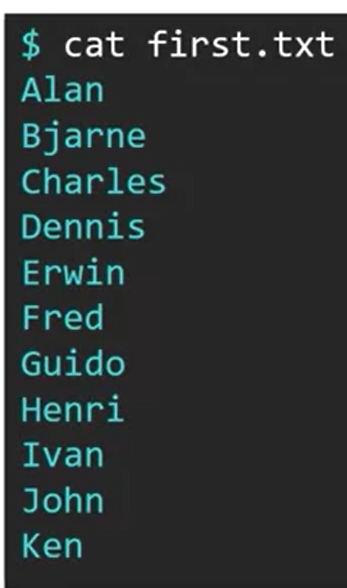 $ cat first.txt
Alan
Bjarne
Charles
Dennis
Erwin
Fred
Guido
Henri
Ivan
John
Ken